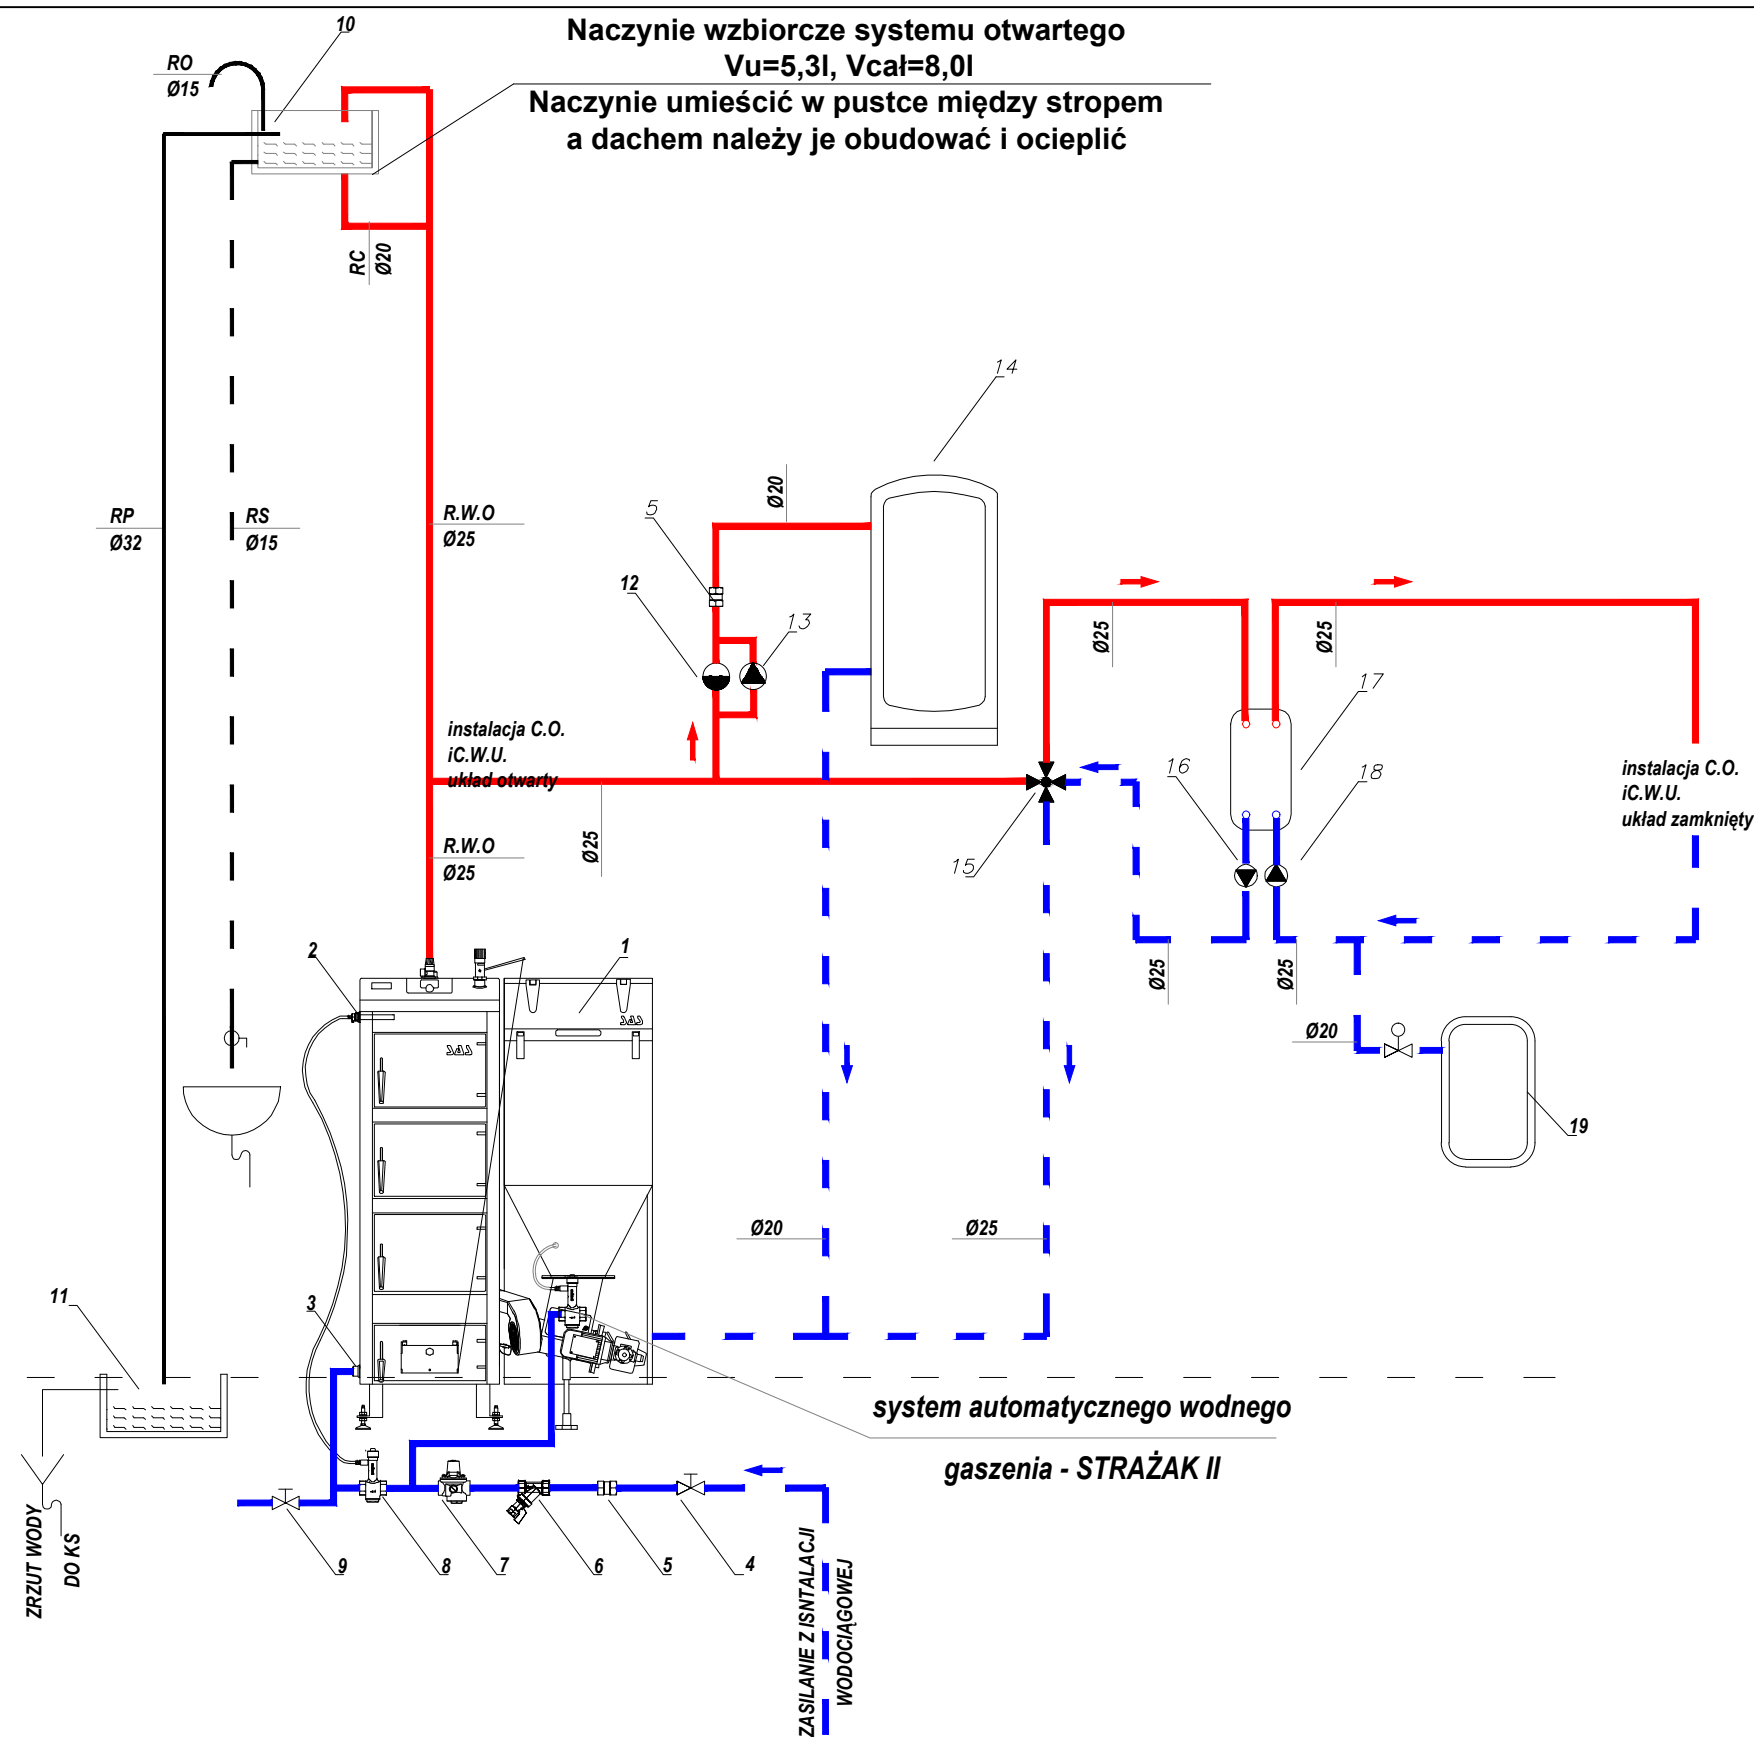 10
Naczynie wzbiorcze systemu otwartego
Vu=5,3l, Vcał=8,0l
Naczynie umieścić w pustce między stropem
a dachem należy je obudować i ocieplić
RO
Ø15
RC
Ø20
14
5
Ø20
RP
Ø32
RS
Ø15
R.W.O
Ø25
12
13
Ø25
Ø25
17
instalacja C.O.
iC.W.U.
układ otwarty
16
18
instalacja C.O.
iC.W.U.
układ zamknięty
R.W.O
Ø25
Ø25
15
2
1
Ø25
Ø25
Ø20
19
Ø20
Ø25
11
3
system automatycznego wodnego
gaszenia - STRAŻAK II
ZRZUT WODY
DO KS
9
8
7
6
5
4
ZASILANIE Z ISNTALACJI
WODOCIĄGOWEJ